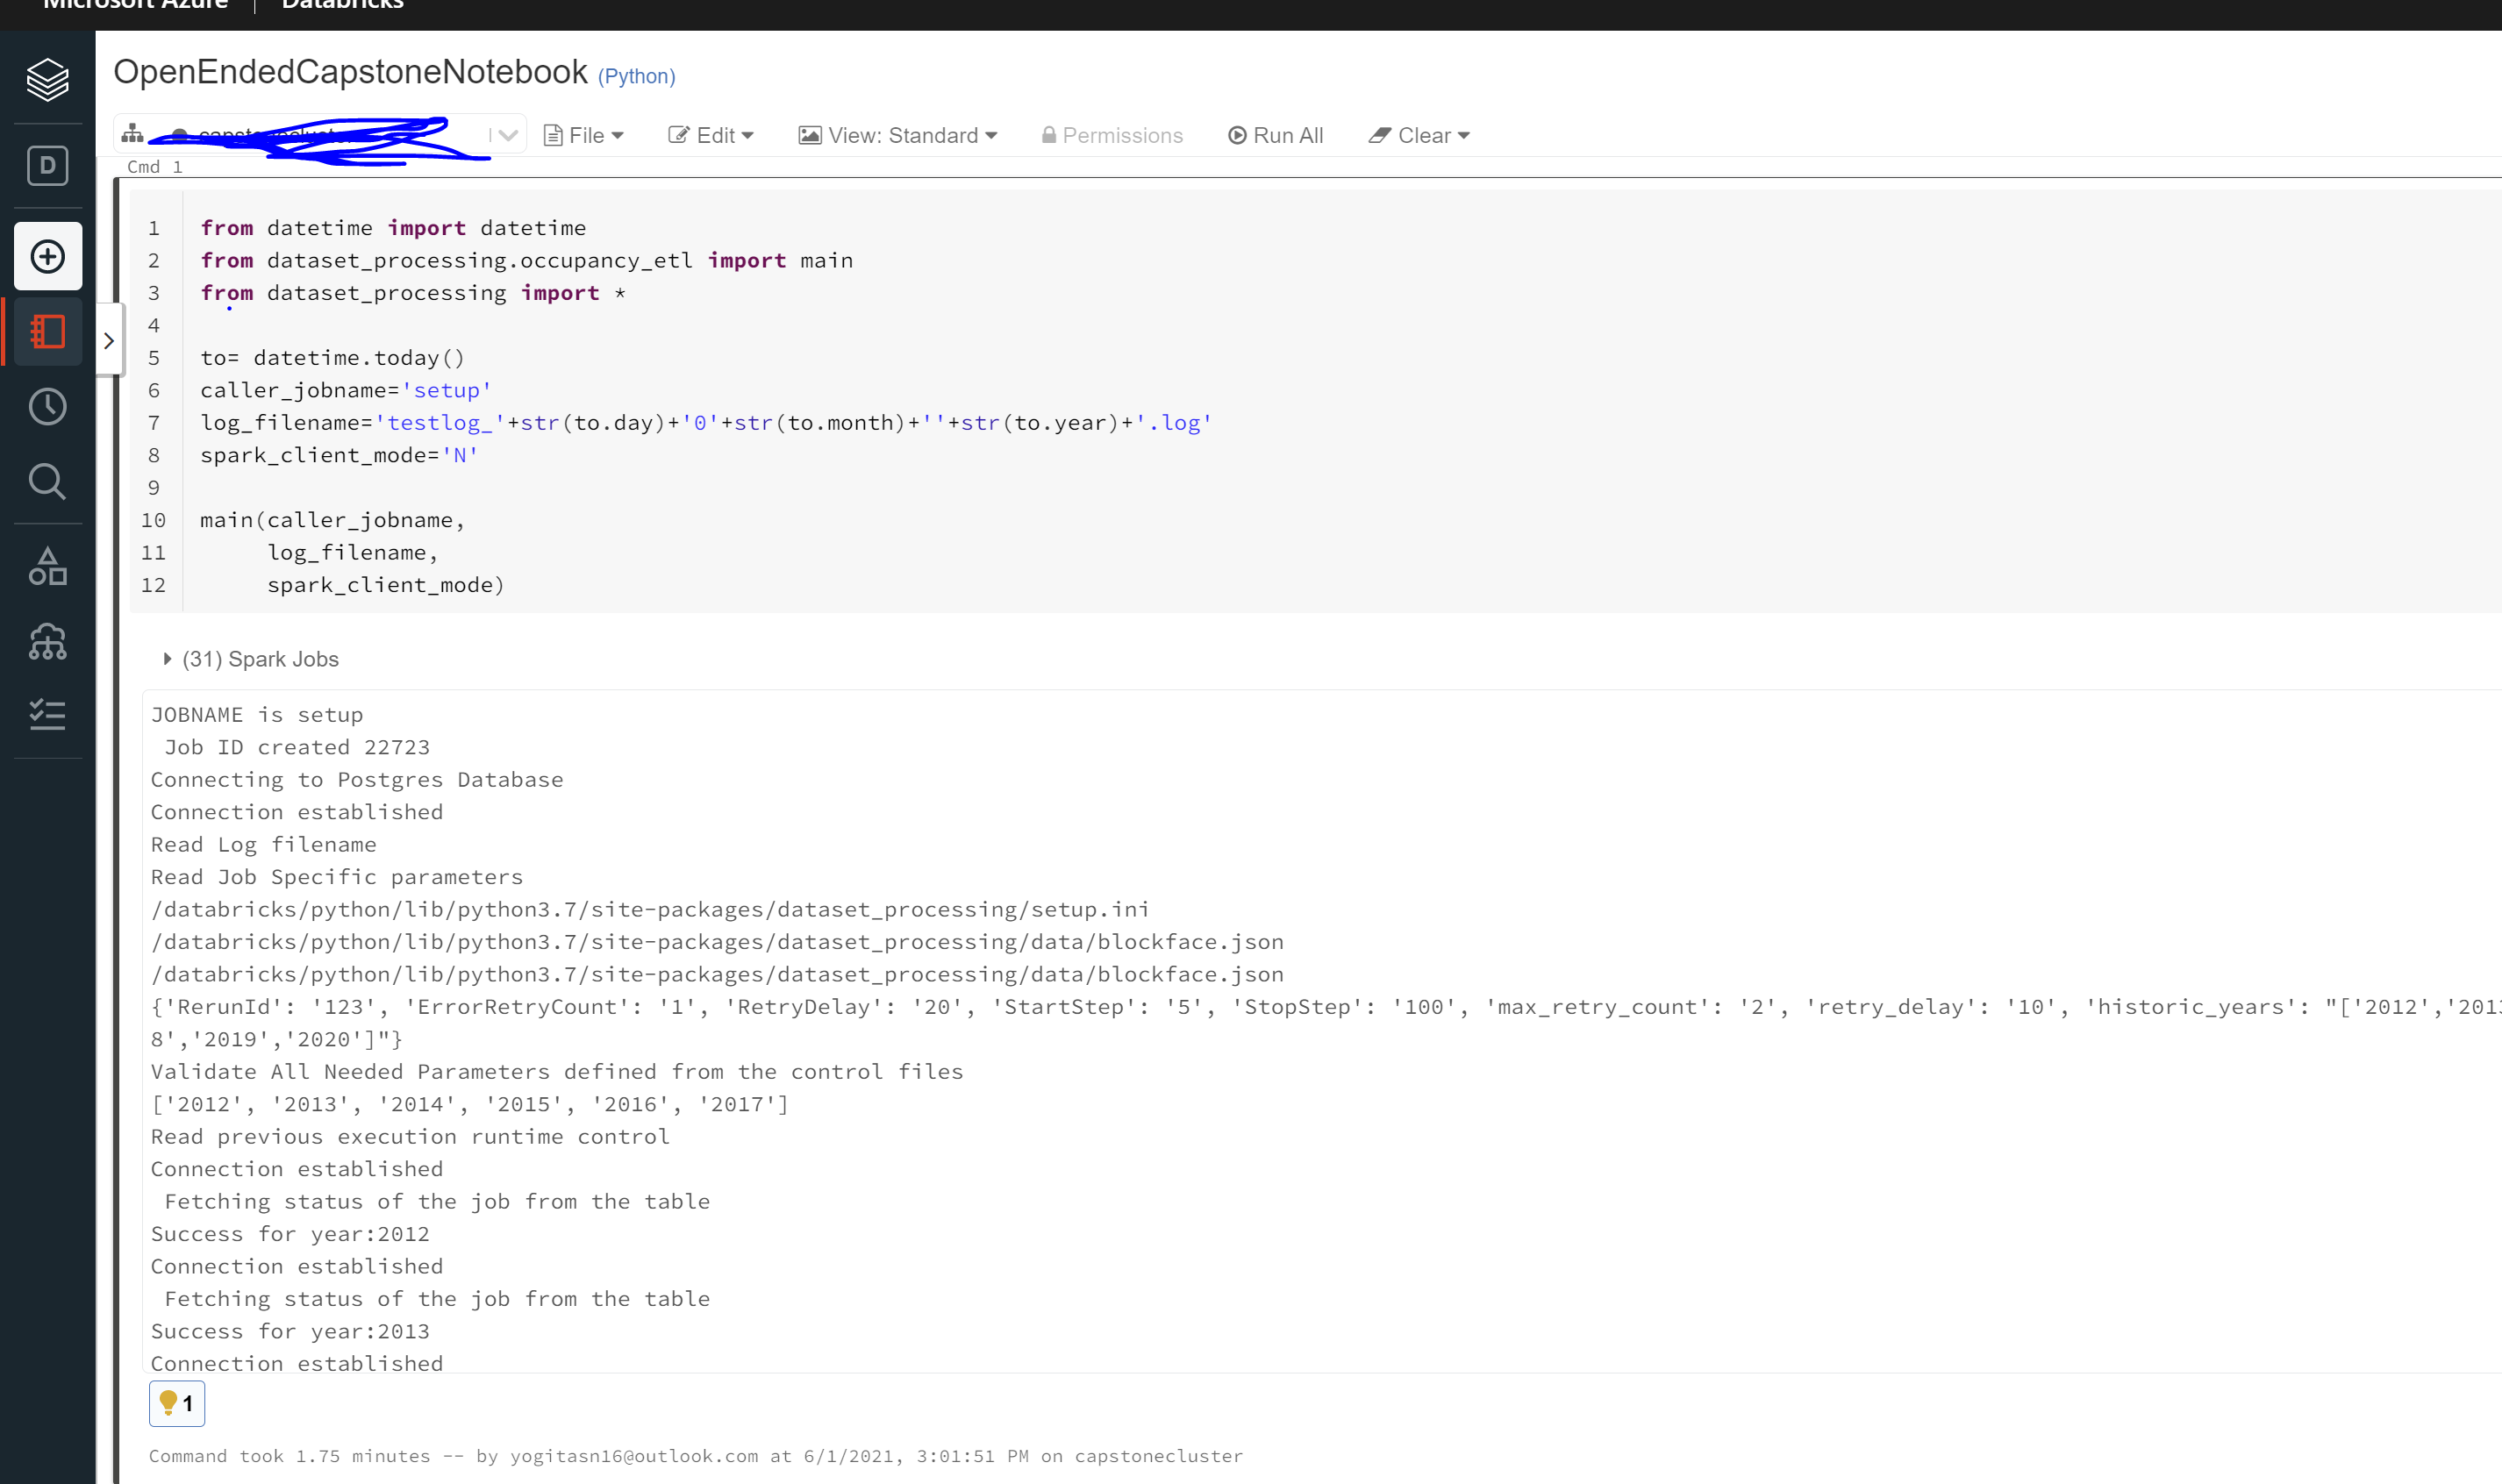 Microsoft Azure | Databricks
OpenEndedCapstoneNotebook (Python)
File Edit View: Standard Permissions Run All Clear
Cmd 1
D
1 from datetime import datetime
2 from dataset_processing.occupancy_etl import main
3 from dataset_processing import *
4
5 to= datetime.today()
6 caller_jobname='setup'
7 log_filename='testlog_'+str(to.day)+'0'+str(to.month)+''+str(to.year)+'.log'
8 spark_client_mode='N'
9
10 main(caller_jobname,
11 log_filename,
12 spark_client_mode)
(31) Spark Jobs
JOBNAME is setup
Job ID created 22723
Connecting to Postgres Database
Connection established
Read Log filename
Read Job Specific parameters
/databricks/python/lib/python3.7/site-packages/dataset_processing/setup.ini
/databricks/python/lib/python3.7/site-packages/dataset_processing/data/blockface.json
/databricks/python/lib/python3.7/site-packages/dataset_processing/data/blockface.json
{'RerunId': '123', 'ErrorRetryCount': '1', 'RetryDelay': '20', 'StartStep': '5', 'StopStep': '100', 'max_retry_count': '2', 'retry_delay': '10', 'historic_years': "['2012','2013
8','2019','2020']"}
Validate All Needed Parameters defined from the control files
['2012', '2013', '2014', '2015', '2016', '2017']
Read previous execution runtime control
Connection established
Fetching status of the job from the table
Success for year:2012
Connection established
Fetching status of the job from the table
Success for year:2013
Connection established
1
Command took 1.75 minutes -- by yogitasn16@outlook.com at 6/1/2021, 3:01:51 PM on capstonecluster